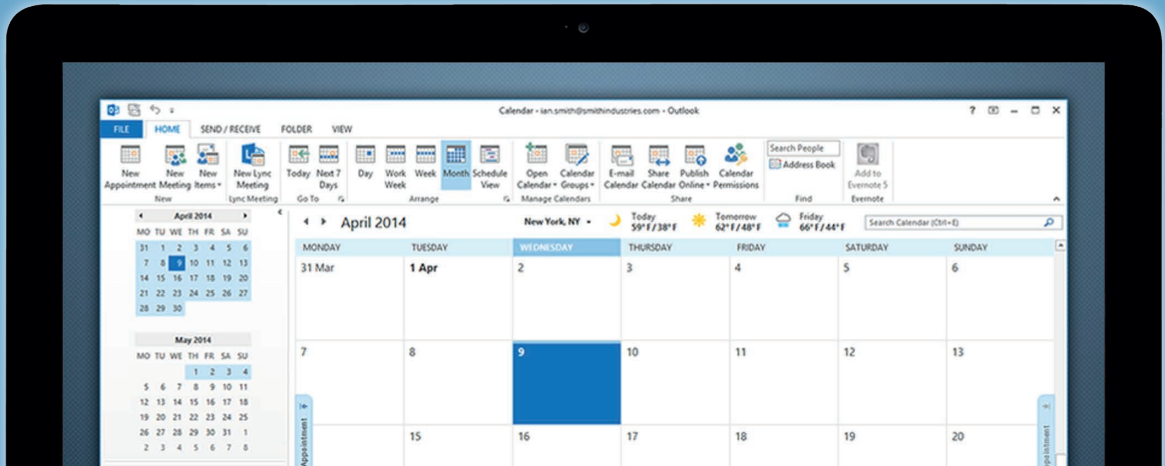 Calendar - ian.smith@smithindustries.com - Outlook
FILE HOME SEND / RECEIVE FOLDER VIEW
New Appointment
New Meeting
New Items
New
New Lync Meeting
Lync Meeting
Today
Next 7 Days
Go To
Day
Work Week
Week
Month
Schedule View
Arrange
Open Calendar
Calendar Groups
Manage Calendars
E-mail Calendar
Share Calendar
Publish Online
Calendar Permissions
Share
Search People
Address Book
Find
Add to Evernote 5
Evernote
April 2014
MO TU WE TH FR SA SU
31 1 2 3 4 5 6
7 8 9 10 11 12 13
14 15 16 17 18 19 20
21 22 23 24 25 26 27
28 29 30
May 2014
MO TU WE TH FR SA SU
1 2 3 4
5 6 7 8 9 10 11
12 13 14 15 16 17 18
19 20 21 22 23 24 25
26 27 28 29 30 31 1
2 3 4 5 6 7 8
April 2014
New York, NY
Today
59°F/38°F
Tomorrow
62°F/48°F
Friday
66°F/44°F
Search Calendar (Ctrl+E)
MONDAY TUESDAY WEDNESDAY THURSDAY FRIDAY SATURDAY SUNDAY
31 Mar 1 Apr 2 3 4 5 6
7 8 9 10 11 12 13
15 16 17 18 19 20
Appointment